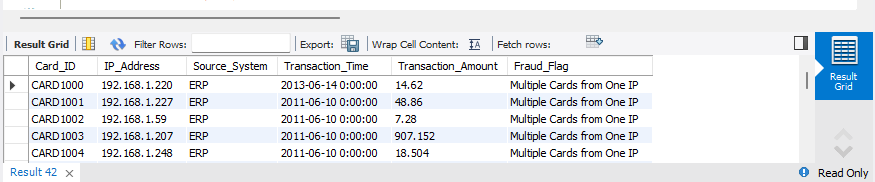 Result Grid Filter Rows: Export: Wrap Cell Content: Fetch rows:
Card_ID IP_Address Source_System Transaction_Time Transaction_Amount Fraud_Flag
CARD1000 192.168.1.220 ERP 2013-06-14 0:00:00 14.62 Multiple Cards from One IP
CARD1001 192.168.1.227 ERP 2011-06-10 0:00:00 48.86 Multiple Cards from One IP
CARD1002 192.168.1.59 ERP 2011-06-10 0:00:00 7.28 Multiple Cards from One IP
CARD1003 192.168.1.207 ERP 2011-06-10 0:00:00 907.152 Multiple Cards from One IP
CARD1004 192.168.1.248 ERP 2011-06-10 0:00:00 18.504 Multiple Cards from One IP
Result
Grid
Result 42 Read Only